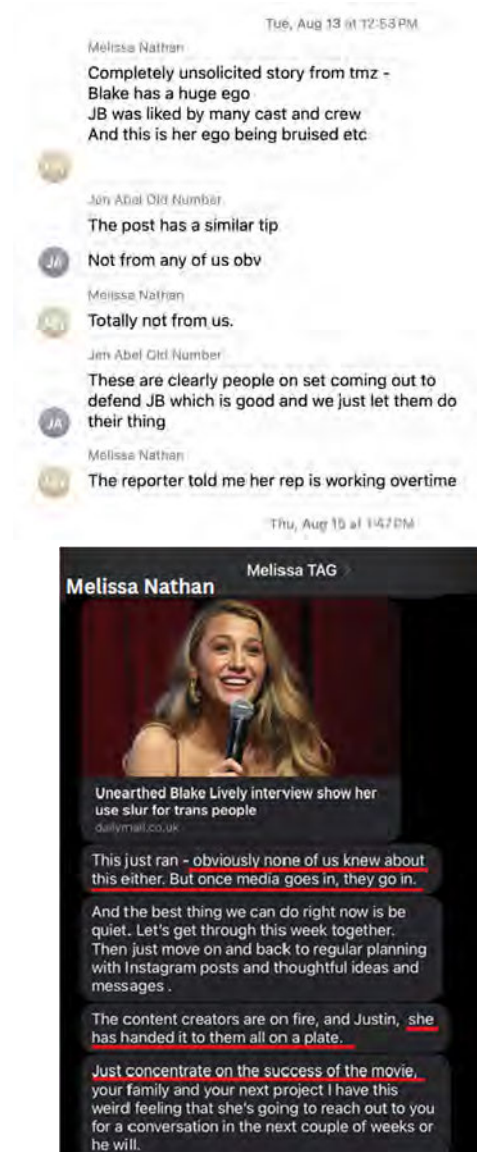 Tue, Aug 13 at 12:53 PM
Melissa Nathan
Completely unsolicited story from tmz -
Blake has a huge ego
JB was liked by many cast and crew
And this is her ego being bruised etc
Jen Abel Old Number
The post has a similar tip
JA
Not from any of us obv
Melissa Nathan
Totally not from us.
Jen Abel Old Number
These are clearly people on set coming out to
defend JB which is good and we just let them do
JA
their thing
Melissa Nathan
The reporter told me her rep is working overtime
Thu, Aug 15 at 1:47 PM
Melissa TAG >
Melissa Nathan
Unearthed Blake Lively interview show her
use slur for trans people
dailymail.co.uk
This just ran - obviously none of us knew about
this either. But once media goes in, they go in.
And the best thing we can do right now is be
quiet. Let's get through this week together.
Then just move on and back to regular planning
with Instagram posts and thoughtful ideas and
messages .
The content creators are on fire, and Justin, she
has handed it to them all on a plate.
Just concentrate on the success of the movie,
your family and your next project I have this
weird feeling that she's going to reach out to you
for a conversation in the next couple of weeks or
he will.